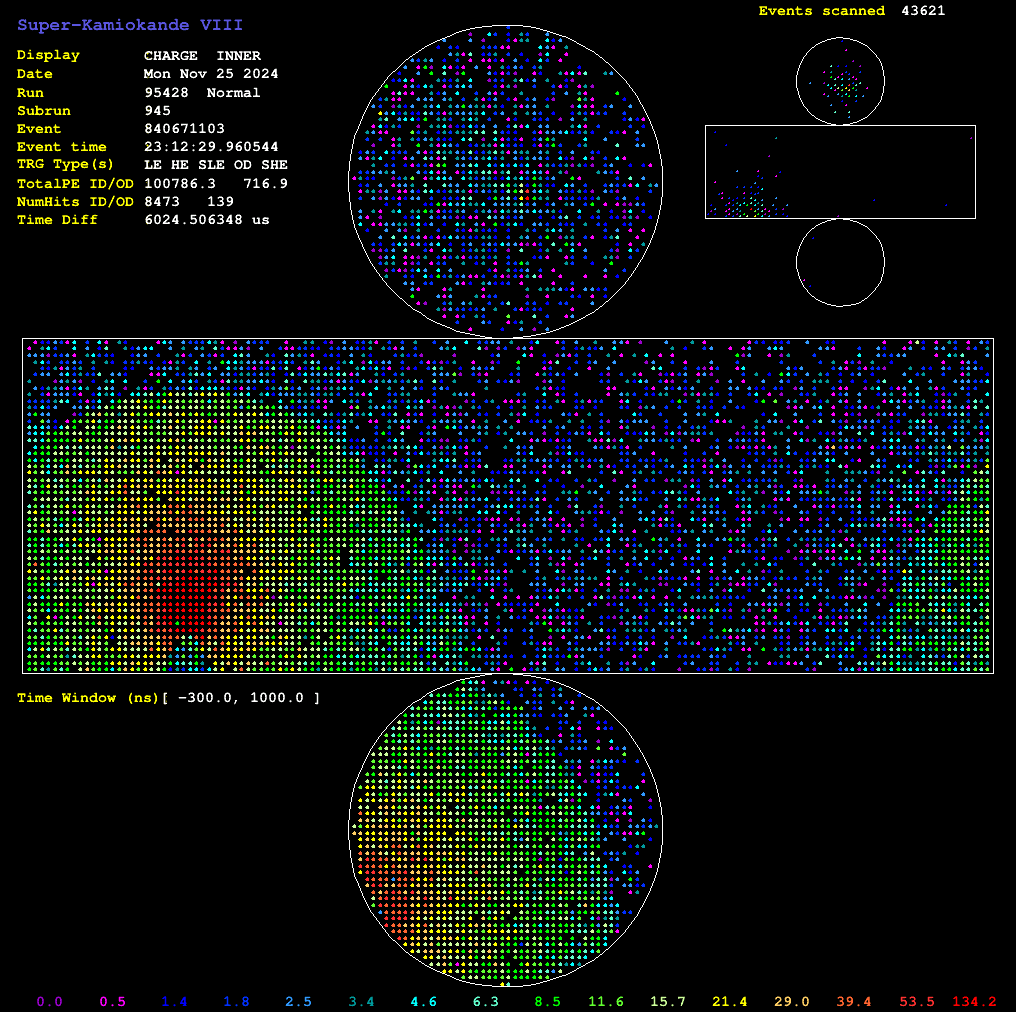 Super-Kamiokande VIII
Events scanned 43621
Display CHARGE INNER
Date Mon Nov 25 2024
Run 95428 Normal
Subrun 945
Event 840671103
Event time 23:12:29.960544
TRG Type(s) LE HE SLE OD SHE
TotalPE ID/OD 100786.3 716.9
NumHits ID/OD 8473 139
Time Diff 6024.506348 us
Time Window (ns)[ -300.0, 1000.0 ]
0.0 0.5 1.4 1.8 2.5 3.4 4.6 6.3 8.5 11.6 15.7 21.4 29.0 39.4 53.5 134.2